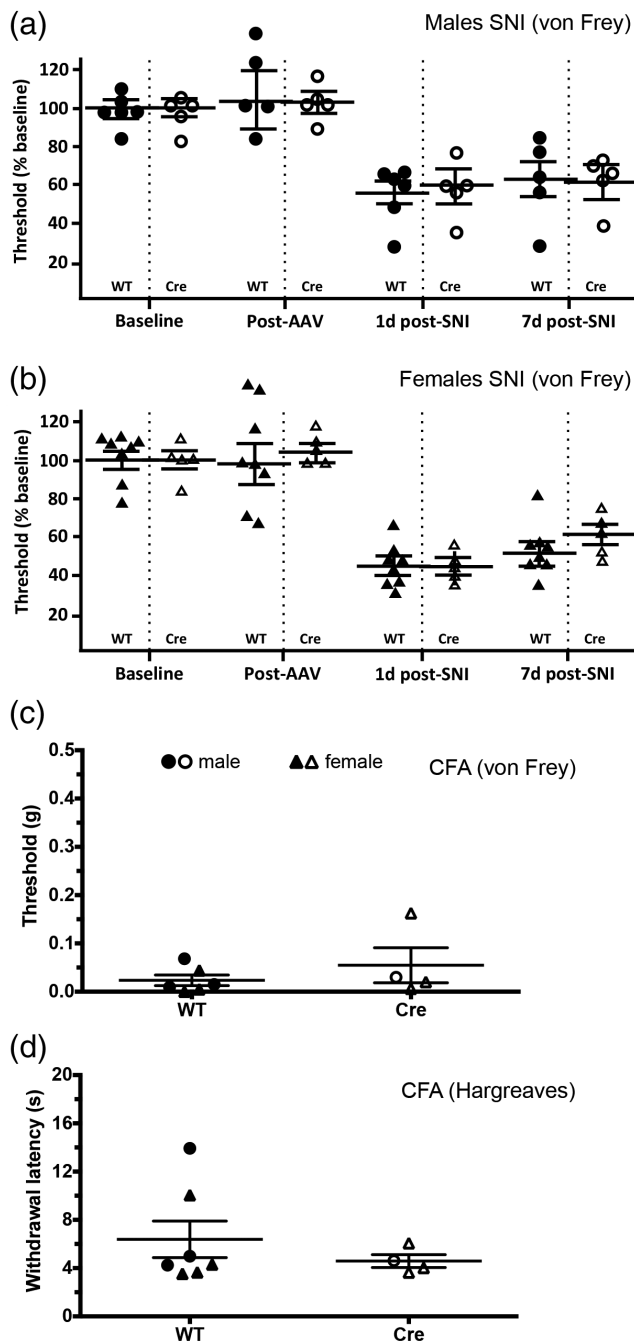 (a)
Males SNI (von Frey)
Threshold (% baseline)
120
100
80
60
40
20
WT Cre WT Cre WT Cre WT Cre
Baseline Post-AAV 1d post-SNI 7d post-SNI
(b)
Females SNI (von Frey)
Threshold (% baseline)
120
100
80
60
40
20
WT Cre WT Cre WT Cre WT Cre
Baseline Post-AAV 1d post-SNI 7d post-SNI
(c)
male female CFA (von Frey)
Threshold (g)
0.5
0.4
0.3
0.2
0.1
0.0
WT Cre
(d)
CFA (Hargreaves)
Withdrawal latency (s)
20
16
12
8
4
0
WT Cre